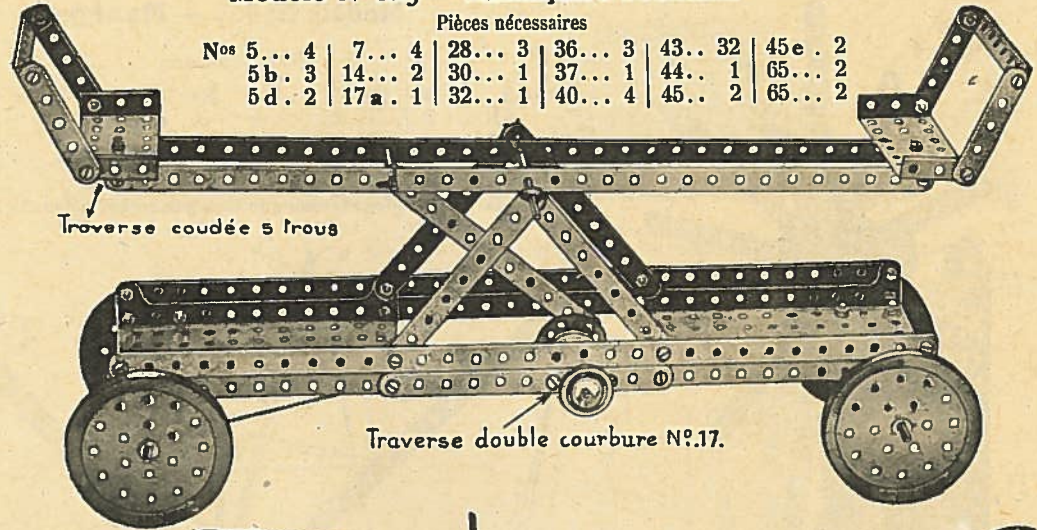 Pièces nécessaires
Nos 5... 4 | 7... 4 | 28... 3 | 36... 3 | 43.. 32 | 45e . 2
5b . 3 | 14... 2 | 30... 1 | 37... 1 | 44.. 1 | 65... 2
5d . 2 | 17a . 1 | 32... 1 | 40... 4 | 45.. 2 | 65... 2
Traverse coudée 5 trous
Traverse double courbure No.17.